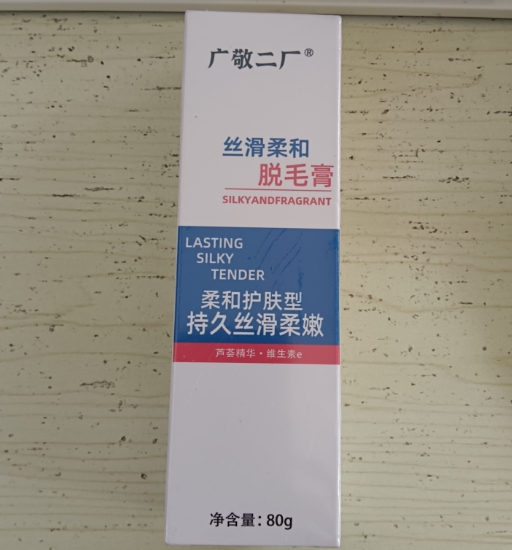 广敬二厂®
丝滑柔和
脱毛膏
SILKYANDFRAGRANT
LASTING
SILKY
TENDER
柔和护肤型
持久丝滑柔嫩
芦荟精华·维生素e
净含量:80g